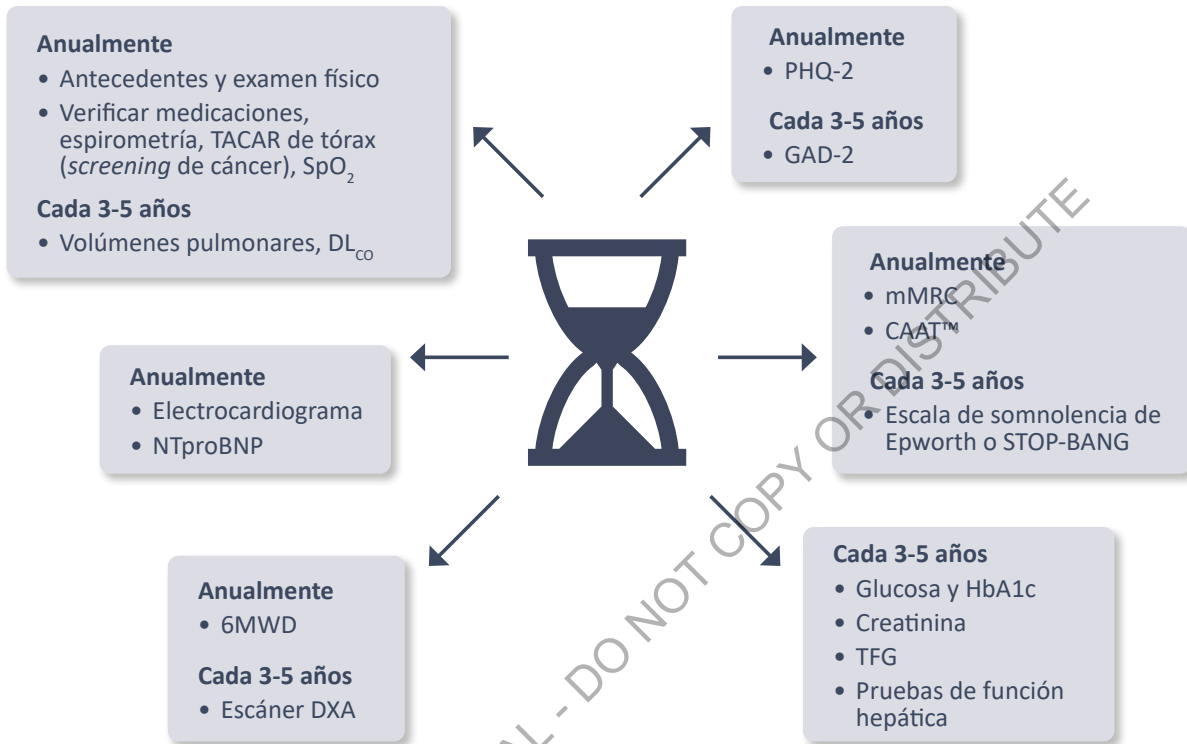 Anualmente
• Antecedentes y examen físico
• Verificar medicaciones,
espirometría, TACAR de tórax
(screening de cáncer), SpO₂
Cada 3-5 años
• Volúmenes pulmonares, DL_CO
Anualmente
• PHQ-2
Cada 3-5 años
• GAD-2
Anualmente
• mMRC
• CAAT™
Cada 3-5 años
• Escala de somnolencia de
Epworth o STOP-BANG
Anualmente
• Electrocardiograma
• NTproBNP
Anualmente
• 6MWD
Cada 3-5 años
• Escáner DXA
Cada 3-5 años
• Glucosa y HbA1c
• Creatinina
• TFG
• Pruebas de función
hepática
- DO NOT COPY OR DISTRIBUTE